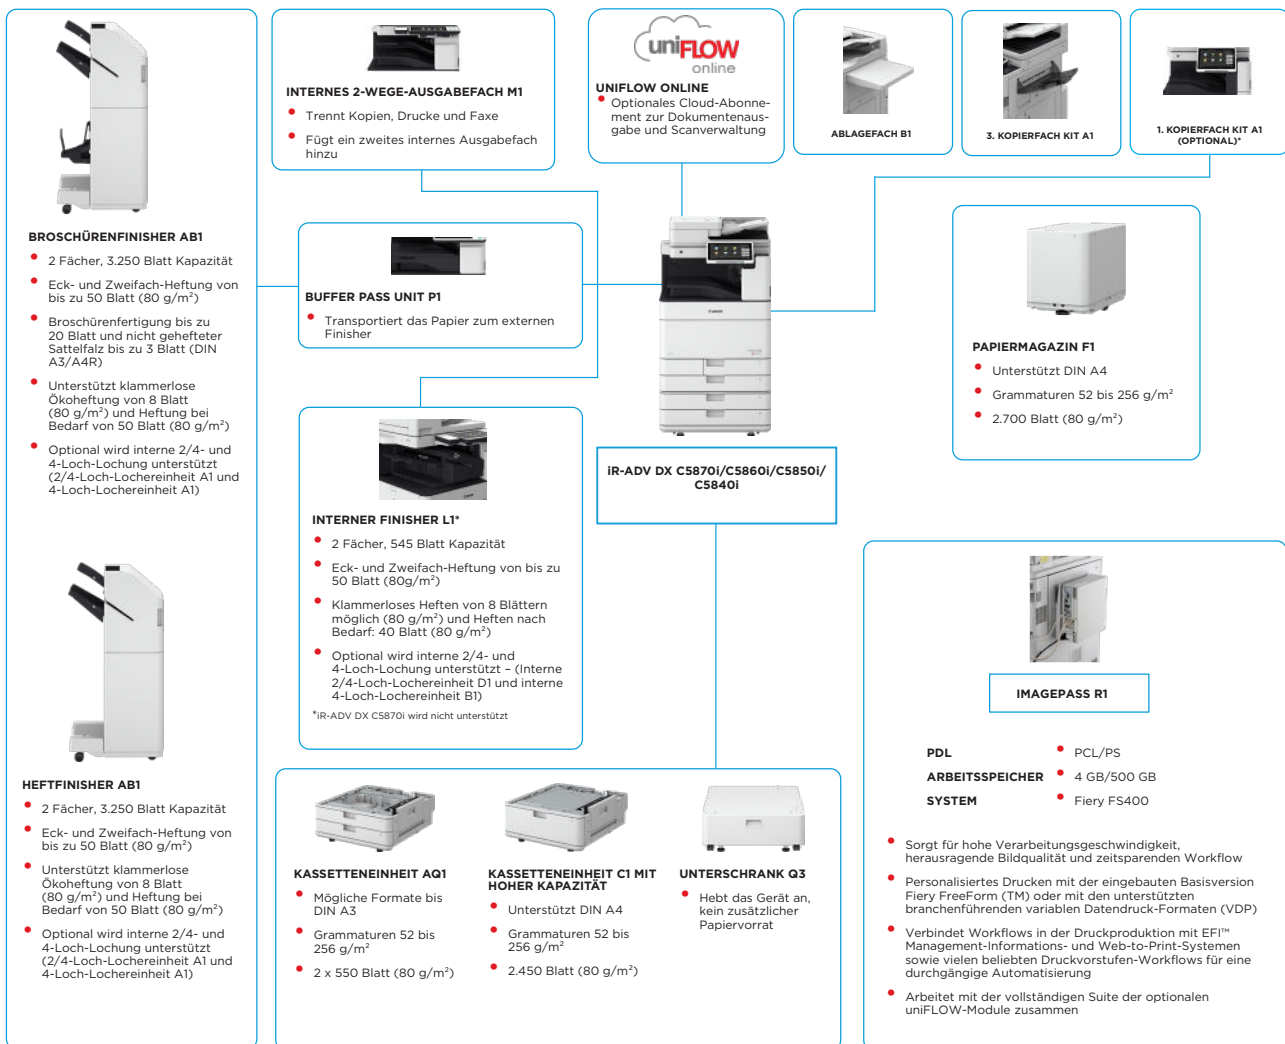 BROSCHÜRENFINISHER AB1
2 Fächer, 3.250 Blatt Kapazität
Eck- und Zweifach-Heftung von
bis zu 50 Blatt (80 g/m²)
Broschürenfertigung bis zu
20 Blatt und nicht gehefteter
Sattelfalz bis zu 3 Blatt (DIN
A3/A4R)
Unterstützt klammerlose
Ökoheftung von 8 Blatt
(80 g/m²) und Heftung bei
Bedarf von 50 Blatt (80 g/m²)
Optional wird interne 2/4- und
4-Loch-Lochung unterstützt
(2/4-Loch-Lochereinheit A1 und
4-Loch-Lochereinheit A1)
HEFTFINISHER AB1
2 Fächer, 3.250 Blatt Kapazität
Eck- und Zweifach-Heftung von
bis zu 50 Blatt (80 g/m²)
Unterstützt klammerlose
Ökoheftung von 8 Blatt
(80 g/m²) und Heftung bei
Bedarf von 50 Blatt (80 g/m²)
Optional wird interne 2/4- und
4-Loch-Lochung unterstützt
(2/4-Loch-Lochereinheit A1 und
4-Loch-Lochereinheit A1)
INTERNES 2-WEGE-AUSGABEFACH M1
Trennt Kopien, Drucke und Faxe
Fügt ein zweites internes Ausgabefach
hinzu
uniFLOW
online
UNIFLOW ONLINE
Optionales Cloud-Abonne-
ment zur Dokumentenaus-
gabe und Scanverwaltung
ABLAGEFACH B1
3. KOPIERFACH KIT A1
1. KOPIERFACH KIT A1
(OPTIONAL)*
BUFFER PASS UNIT P1
Transportiert das Papier zum externen
Finisher
Canon
PAPIERMAGAZIN F1
Unterstützt DIN A4
Grammaturen 52 bis 256 g/m²
2.700 Blatt (80 g/m²)
iR-ADV DX C5870i/C5860i/C5850i/
C5840i
INTERNER FINISHER L1*
2 Fächer, 545 Blatt Kapazität
Eck- und Zweifach-Heftung von bis zu
50 Blatt (80g/m²)
Klammerloses Heften von 8 Blättern
möglich (80 g/m²) und Heften nach
Bedarf: 40 Blatt (80 g/m²)
Optional wird interne 2/4- und
4-Loch-Lochung unterstützt – (Interne
2/4-Loch-Lochereinheit D1 und interne
4-Loch-Lochereinheit B1)
*iR-ADV DX C5870i wird nicht unterstützt
KASSETTENEINHEIT AQ1
Mögliche Formate bis
DIN A3
Grammaturen 52 bis
256 g/m²
2 x 550 Blatt (80 g/m²)
KASSETTENEINHEIT C1 MIT
HOHER KAPAZITÄT
Unterstützt DIN A4
Grammaturen 52 bis
256 g/m²
2.450 Blatt (80 g/m²)
UNTERSCHRANK Q3
Hebt das Gerät an,
kein zusätzlicher
Papiervorrat
IMAGEPASS R1
PDL PCL/PS
ARBEITSSPEICHER 4 GB/500 GB
SYSTEM Fiery FS400
Sorgt für hohe Verarbeitungsgeschwindigkeit,
herausragende Bildqualität und zeitsparenden Workflow
Personalisiertes Drucken mit der eingebauten Basisversion
Fiery FreeForm (TM) oder mit den unterstützten
branchenführenden variablen Datendruck-Formaten (VDP)
Verbindet Workflows in der Druckproduktion mit EFI™
Management-Informations- und Web-to-Print-Systemen
sowie vielen beliebten Druckvorstufen-Workflows für eine
durchgängige Automatisierung
Arbeitet mit der vollständigen Suite der optionalen
uniFLOW-Module zusammen